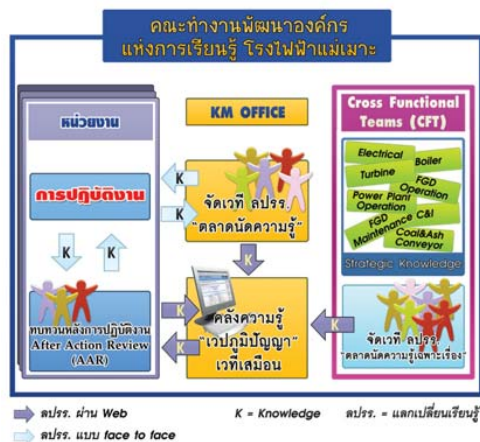 คณะทำงานพัฒนาองค์กร
แห่งการเรียนรู้ โรงไฟฟ้าแม่เมาะ
หน่วยงาน
การปฏิบัติงาน
K
K
ทบทวนหลังการปฏิบัติงาน
After Action Review
(AAR)
KM OFFICE
K
K
จัดเวที ลปรร.
"ตลาดนัดความรู้"
K
K
K
คลังความรู้
"เวปภูมิปัญญา"
เวทีเสมือน
K
Cross Functional
Teams (CFT)
Electrical
Boiler
Turbine
FGD
Operation
Power Plant
Operation
FGD
Maintenance
C&I
Coal&Ash
Conveyor
Strategic Knowledge
จัดเวที ลปรร.
"ตลาดนัดความรู้เฉพาะเรื่อง"
ลปรร. ผ่าน Web
K = Knowledge
ลปรร. = แลกเปลี่ยนเรียนรู้
ลปรร. แบบ face to face